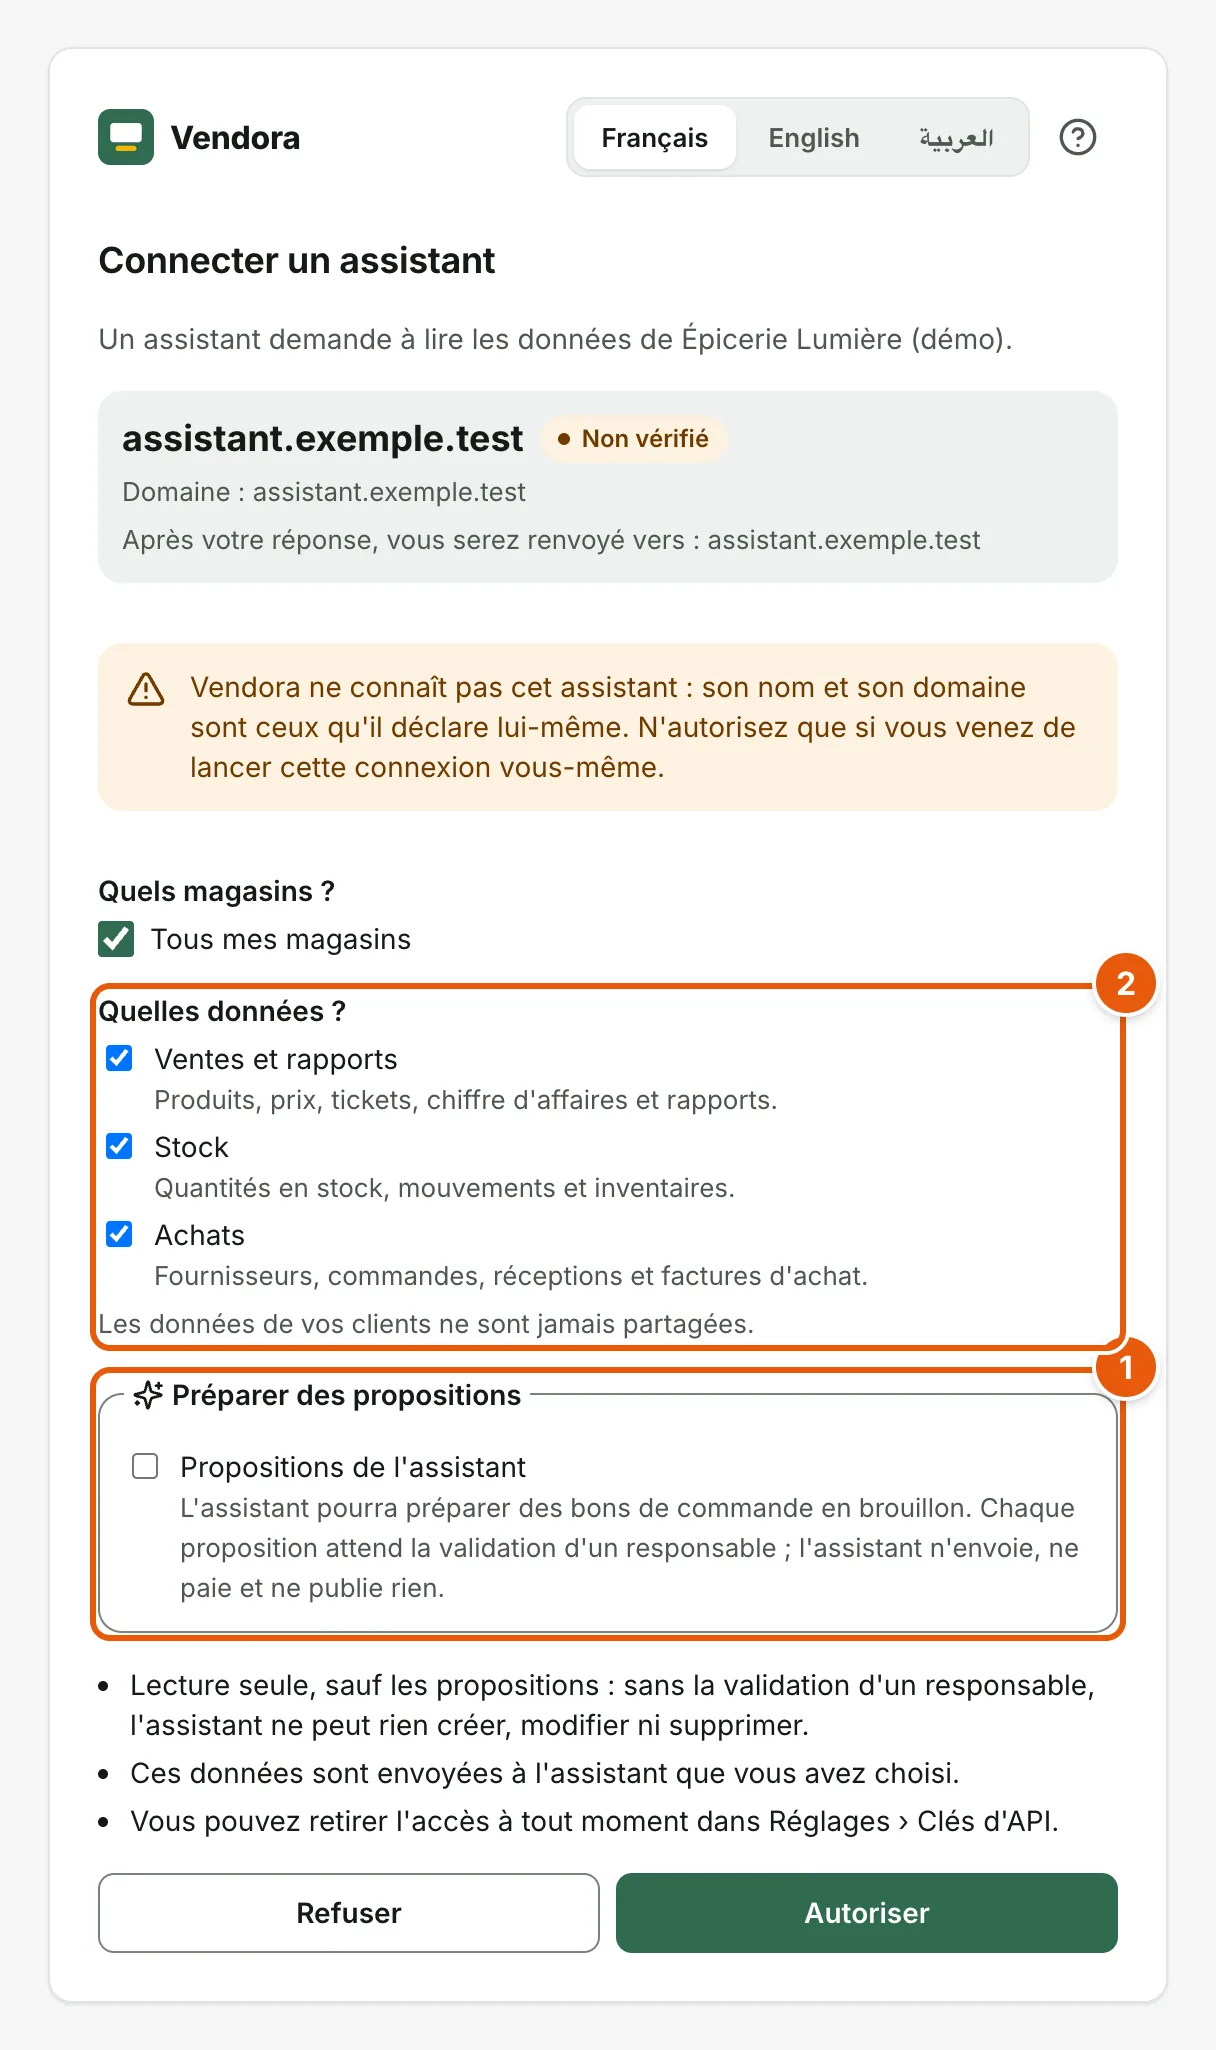 Vendora
Français
English
العربية
Connecter un assistant
Un assistant demande à lire les données de Épicerie Lumière (démo).
assistant.exemple.test
Non vérifié
Domaine : assistant.exemple.test
Après votre réponse, vous serez renvoyé vers : assistant.exemple.test
Vendora ne connaît pas cet assistant : son nom et son domaine
sont ceux qu'il déclare lui-même. N'autorisez que si vous venez de
lancer cette connexion vous-même.
Quels magasins ?
Tous mes magasins
2
Quelles données ?
Ventes et rapports
Produits, prix, tickets, chiffre d'affaires et rapports.
Stock
Quantités en stock, mouvements et inventaires.
Achats
Fournisseurs, commandes, réceptions et factures d'achat.
Les données de vos clients ne sont jamais partagées.
1
Préparer des propositions
Propositions de l'assistant
L'assistant pourra préparer des bons de commande en brouillon. Chaque
proposition attend la validation d'un responsable ; l'assistant n'envoie, ne
paie et ne publie rien.
• Lecture seule, sauf les propositions : sans la validation d'un responsable,
l'assistant ne peut rien créer, modifier ni supprimer.
• Ces données sont envoyées à l'assistant que vous avez choisi.
• Vous pouvez retirer l'accès à tout moment dans Réglages › Clés d'API.
Refuser
Autoriser